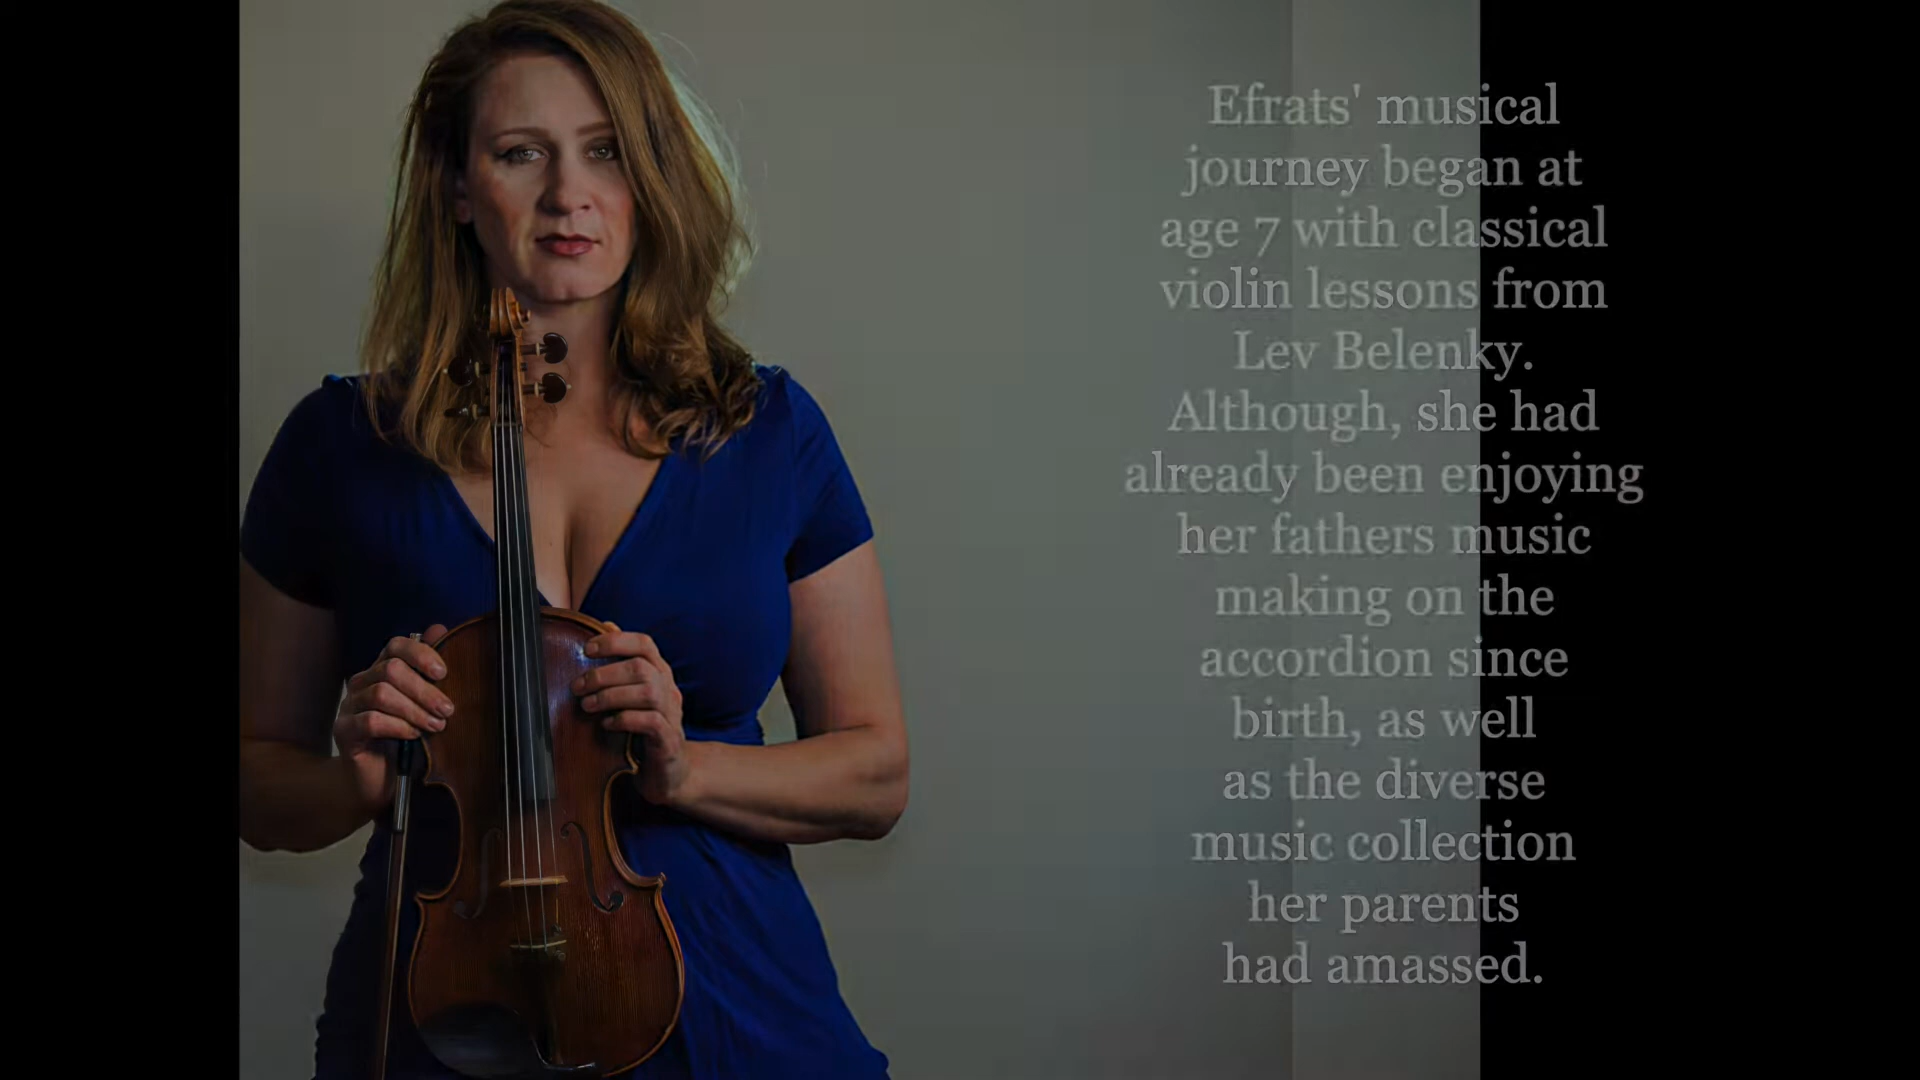 Efrats' musical
journey began at
age 7 with classical
violin lessons from
Lev Belenky.
Although, she had
already been enjoying
her fathers music
making on the
accordion since
birth, as well
as the diverse
music collection
her parents
had amassed.